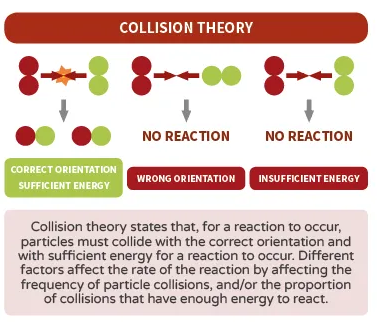 COLLISION THEORY
NO REACTION
NO REACTION
CORRECT ORIENTATION
SUFFICIENT ENERGY
WRONG ORIENTATION
INSUFFICIENT ENERGY
Collision theory states that, for a reaction to occur,
particles must collide with the correct orientation and
with sufficient energy for a reaction to occur. Different
factors affect the rate of the reaction by affecting the
frequency of particle collisions, and/or the proportion
of collisions that have enough energy to react.